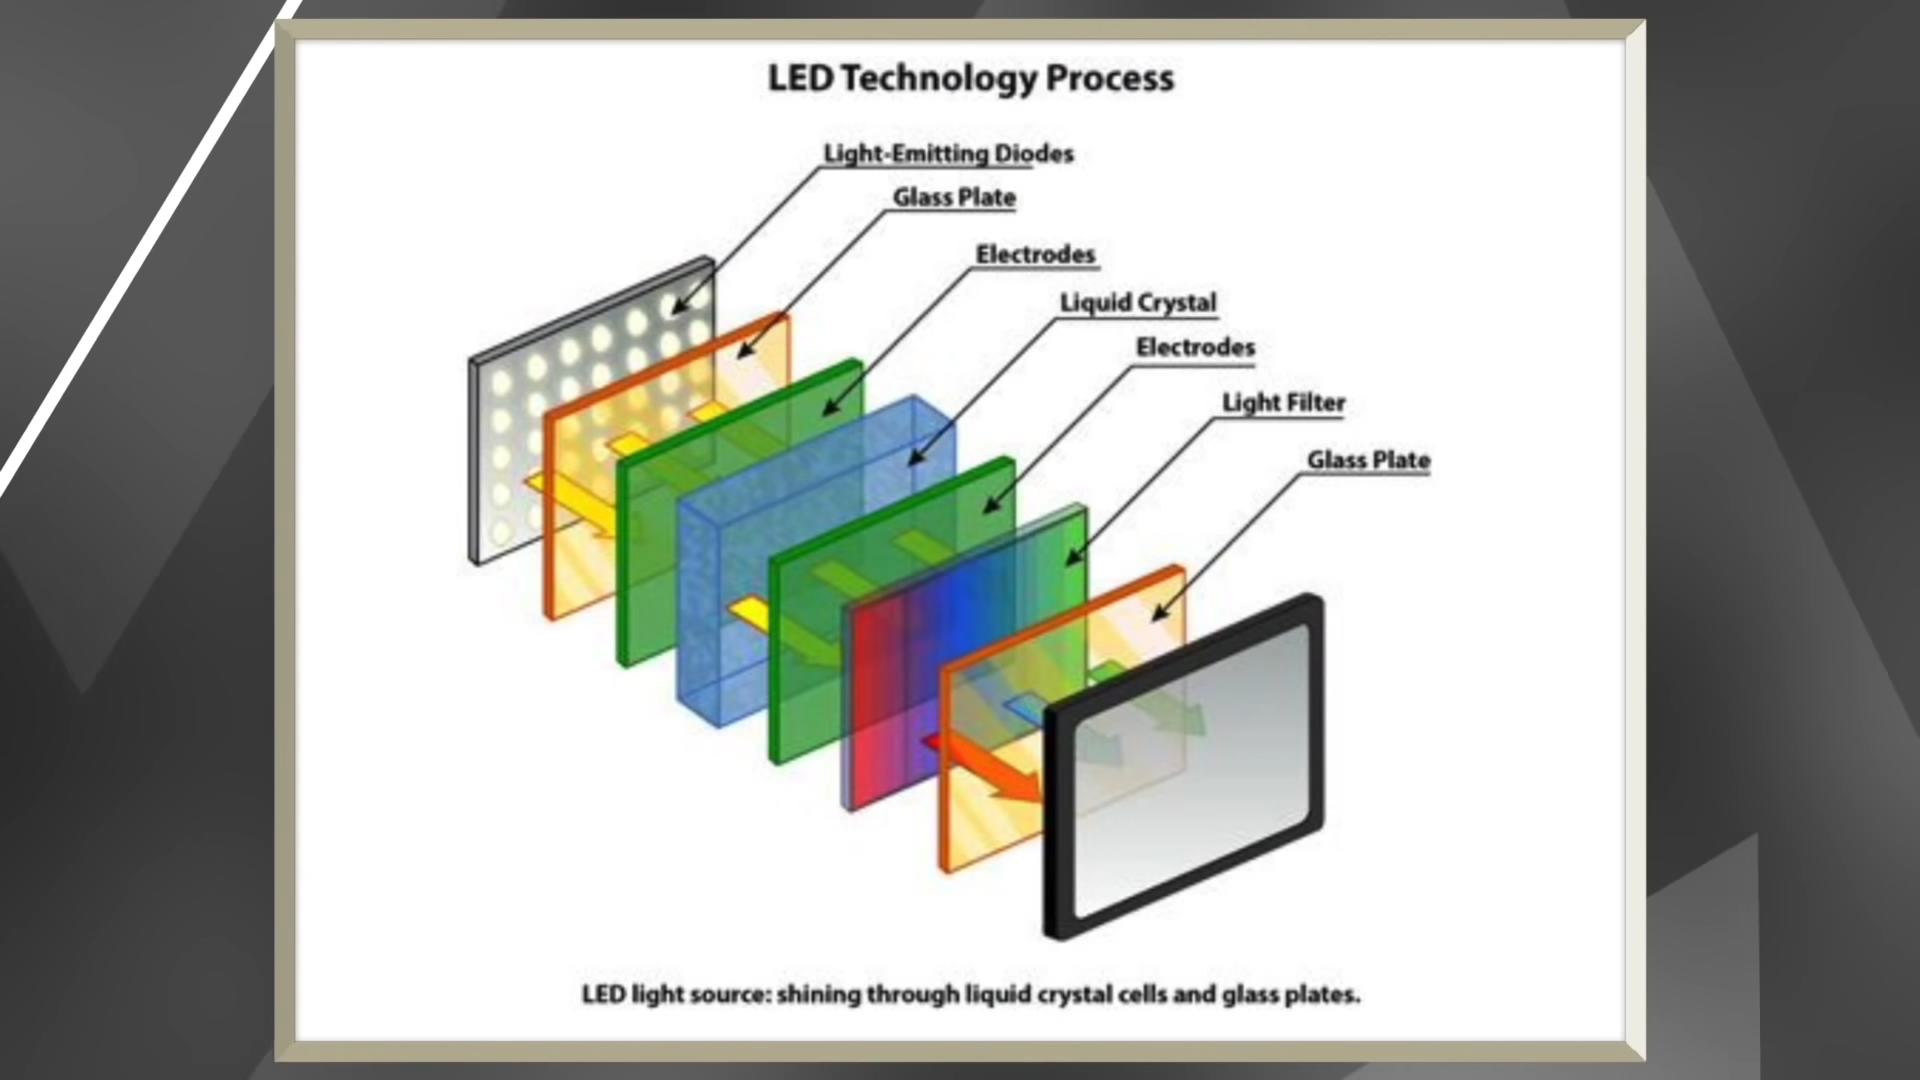 LED Technology Process
Light-Emitting Diodes
Glass Plate
Electrodes
Liquid Crystal
Electrodes
Light Filter
Glass Plate
LED light source: shining through liquid crystal cells and glass plates.